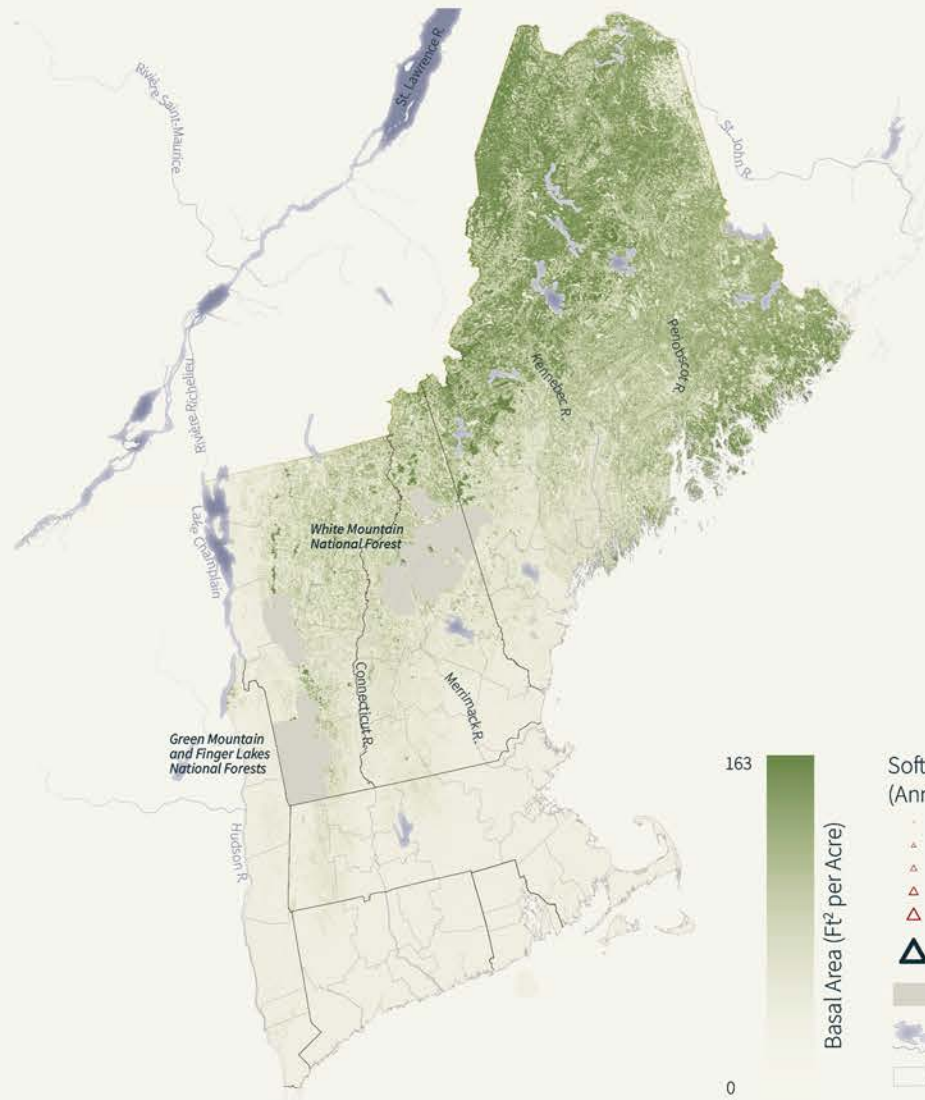 St. Lawrence R.
Rivière Saint-Maurice
St. John R.
Penobscot R.
Kennebec R.
Rivière Richelieu
Lake Champlain
White Mountain
National Forest
Connecticut R.
Merrimack R.
Green Mountain
and Finger Lakes
National Forests
Hudson R.
163
Basal Area (Ft² per Acre)
0
Soft
(Ann